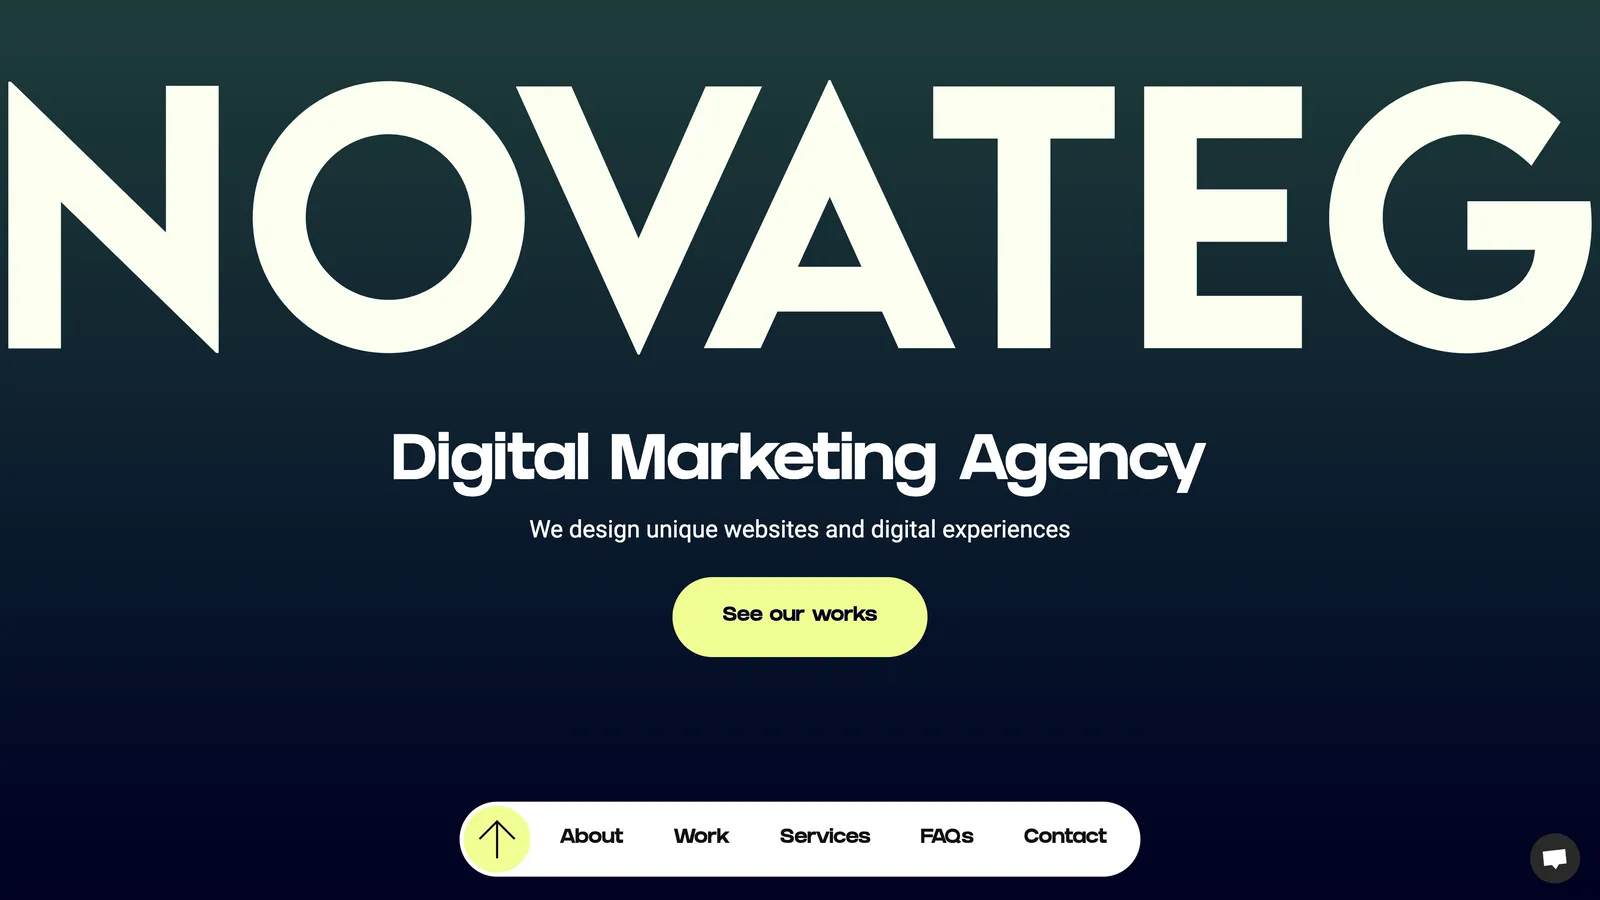 NOVATEG
Digital Marketing Agency
We design unique websites and digital experiences
See our works
About Work Services FAQs Contact